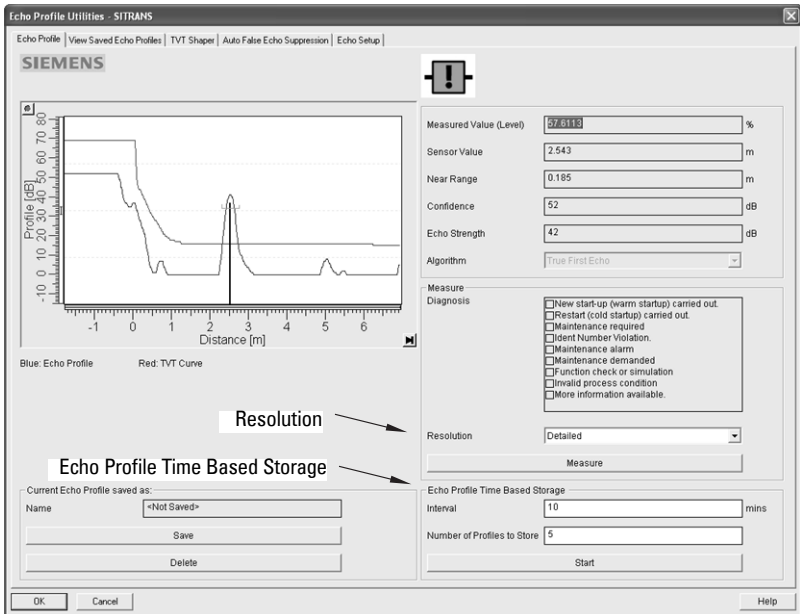 Echo Profile Utilities - SITRANS
Echo Profile
View Saved Echo Profiles
TVT Shaper
Auto False Echo Suppression
Echo Setup
SIEMENS
Profile [dB]
80
70
60
50
40
30
20
10
0
-10
-1 0 1 2 3 4 5 6
Distance [m]
Blue: Echo Profile Red: TVT Curve
Measured Value (Level) 57.6113 %
Sensor Value 2.543 m
Near Range 0.185 m
Confidence 52 dB
Echo Strength 42 dB
Algorithm True First Echo
Measure
Diagnosis
New start-up (warm startup) carried out.
Restart (cold startup) carried out.
Maintenance required
Ident Number Violation.
Maintenance alarm
Maintenance demanded
Function check or simulation
Invalid process condition
More information available.
Resolution
Resolution Detailed
Measure
Echo Profile Time Based Storage
Current Echo Profile saved as:
Name <Not Saved>
Save
Delete
Echo Profile Time Based Storage
Interval 10 mins
Number of Profiles to Store 5
Start
OK Cancel Help